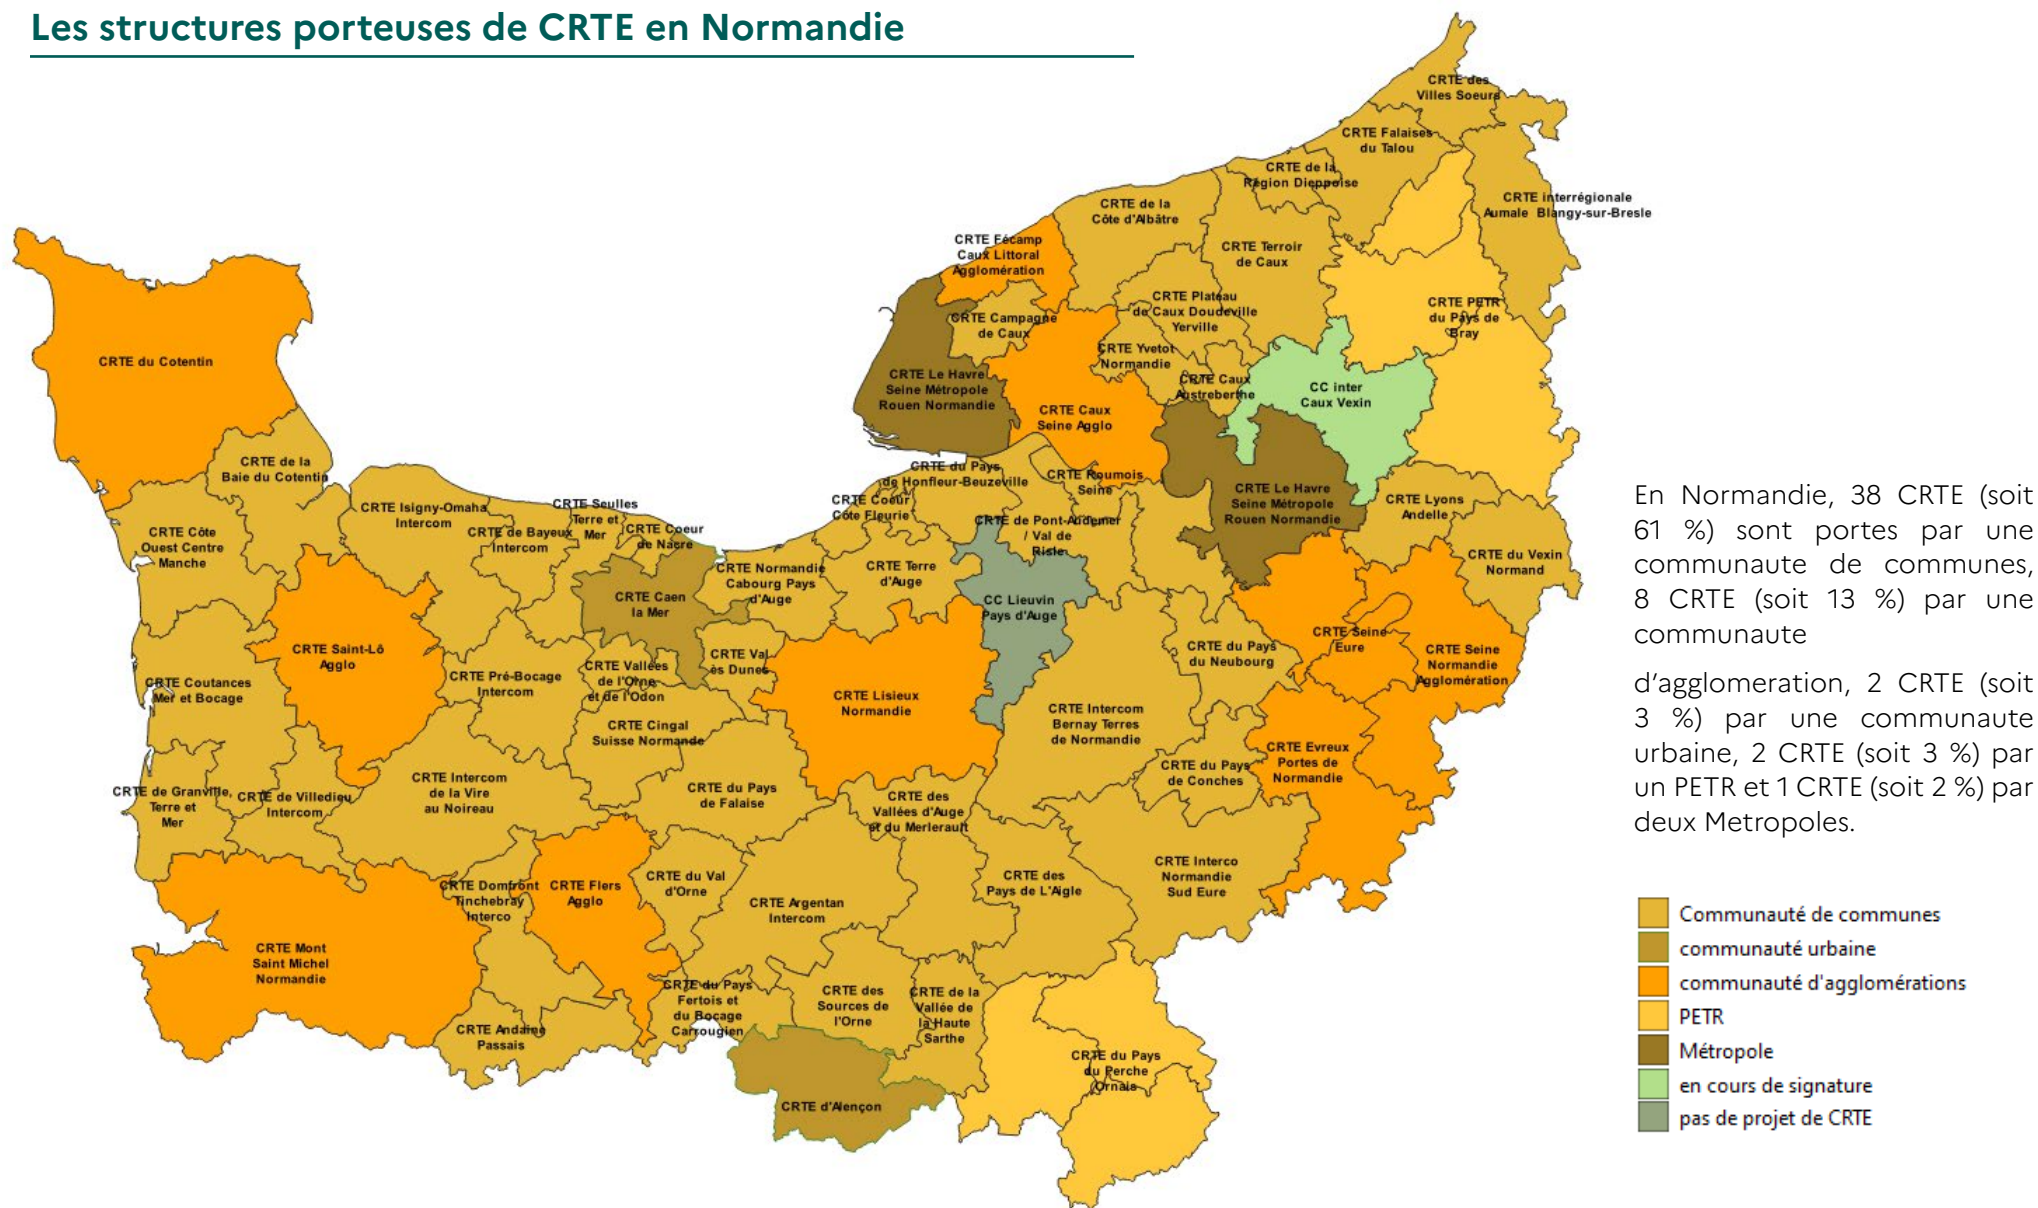 Les structures porteuses de CRTE en Normandie
CRTE des
Villes Soeurs
CRTE Falaises
du Talou
CRTE de la
Région Dieppoise
CRTE interrégionale
Aumale Blangy-sur-Bresle
CRTE de la
Côte d'Albâtre
CRTE Fécamp
Caux Littoral
Agglomération
CRTE Terroir
de Caux
CRTE Plateau
de Caux Doudeville
Yerville
CRTE PETR
du Pays de
Bray
CRTE Campagne
de Caux
CRTE Yvetot
Normandie
CRTE du Cotentin
CRTE Le Havre
Seine Métropole
Rouen Normandie
CRTE Caux
Austreberthe
CC inter
Caux Vexin
CRTE Caux
Seine Agglo
CRTE de la
Baie du Cotentin
CRTE du Pays
de Honfleur-Beuzeville
CRTE Roumois
Seine
CRTE Le Havre
Seine Métropole
Rouen Normandie
CRTE Lyons
Andelle
CRTE Isigny-Omaha
Intercom
CRTE Seulles
Terre et
Mer
CRTE Coeur
Côte Fleurie
CRTE de Pont-Audemer
/ Val de
Risle
CRTE Côte
Ouest Centre
Manche
CRTE de Bayeux
Intercom
CRTE Coeur
de Nacre
CRTE du Vexin
Normand
CRTE Normandie
Cabourg Pays
d'Auge
CRTE Terre
d'Auge
CRTE Caen
la Mer
CC Lieuvin
Pays d'Auge
CRTE Saint-Lô
Agglo
CRTE Val
ès Dunes
CRTE du Pays
du Neubourg
CRTE Seine
Eure
CRTE Seine
Normandie
Agglomération
CRTE Coutances
Mer et Bocage
CRTE Pré-Bocage
Intercom
CRTE Vallées
de l'Orne
et de l'Odon
CRTE Lisieux
Normandie
CRTE Intercom
Bernay Terres
de Normandie
CRTE Cingal
Suisse Normande
CRTE Evreux
Portes de
Normandie
CRTE du Pays
de Conches
CRTE de Granville,
Terre et
Mer
CRTE de Villedieu
Intercom
CRTE Intercom
de la Vire
au Noireau
CRTE du Pays
de Falaise
CRTE des
Vallées d'Auge
et du Merlerault
CRTE Interco
Normandie
Sud Eure
CRTE Domfront
Tinchebray
Interco
CRTE Flers
Agglo
CRTE du Val
d'Orne
CRTE Argentan
Intercom
CRTE des
Pays de L'Aigle
CRTE Mont
Saint Michel
Normandie
CRTE du Pays
Fertois et
du Bocage
Carrougien
CRTE des
Sources de
l'Orne
CRTE de la
Vallée de
la Haute
Sarthe
CRTE Andaine
Passais
CRTE du Pays
du Perche
Ornais
CRTE d'Alençon
En Normandie, 38 CRTE (soit
61 %) sont portes par une
communaute de communes,
8 CRTE (soit 13 %) par une
communaute
d'agglomeration, 2 CRTE (soit
3 %) par une communaute
urbaine, 2 CRTE (soit 3 %) par
un PETR et 1 CRTE (soit 2 %) par
deux Metropoles.
Communauté de communes
communauté urbaine
communauté d'agglomérations
PETR
Métropole
en cours de signature
pas de projet de CRTE